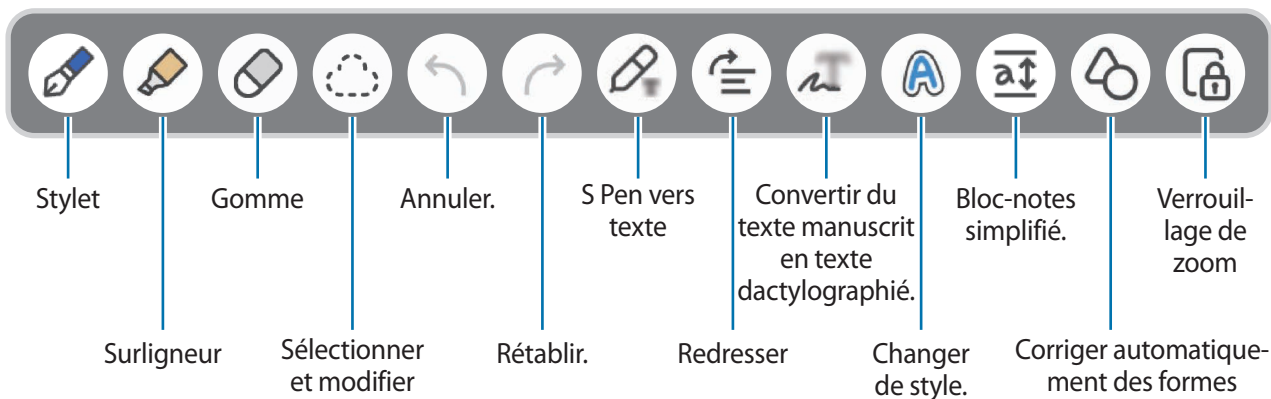 Stylet
Gomme
Annuler.
S Pen vers
texte
Convertir du
texte manuscrit
en texte
dactylographié.
Bloc-notes
simplifié.
Verrouil-
lage de
zoom
Surligneur
Sélectionner
et modifier
Rétablir.
Redresser
Changer
de style.
Corriger automatique-
ment des formes